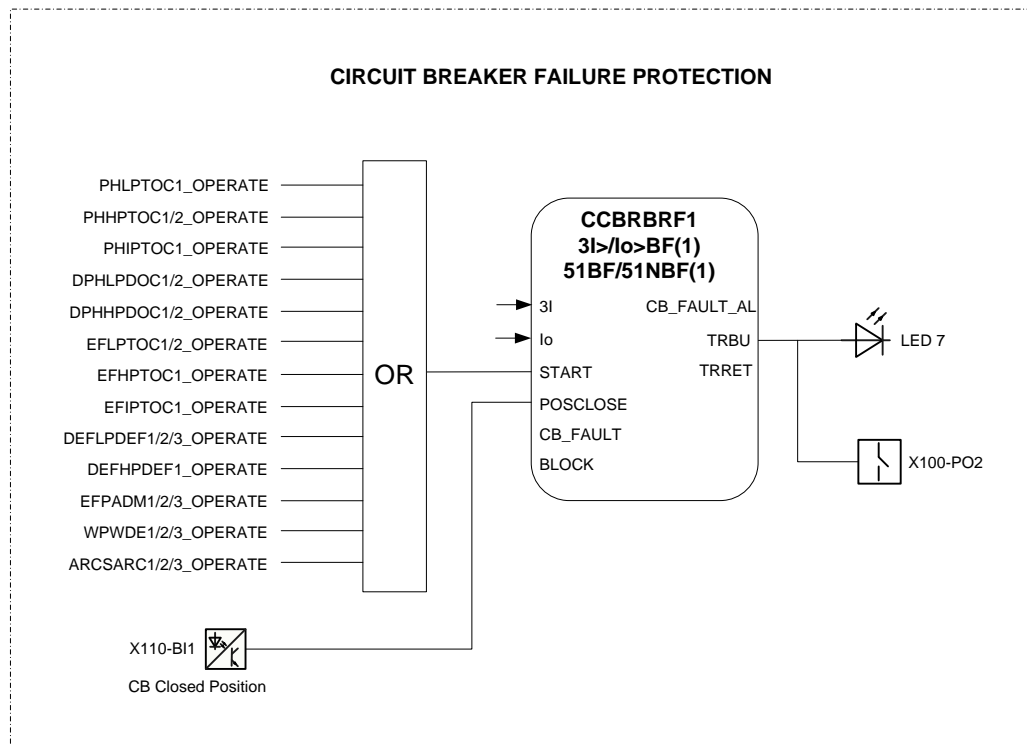 CIRCUIT BREAKER FAILURE PROTECTION
PHLPTOC1_OPERATE
PHHPTOC1/2_OPERATE
PHIPTOC1_OPERATE
DPHLPDOC1/2_OPERATE
DPHHPDOC1/2_OPERATE
EFLPTOC1/2_OPERATE
EFHPTOC1_OPERATE
EFIPTOC1_OPERATE
DEFLPDEF1/2/3_OPERATE
DEFHPDEF1_OPERATE
EFPADM1/2/3_OPERATE
WPWDE1/2/3_OPERATE
ARCSARC1/2/3_OPERATE
OR
X110-BI1
CB Closed Position
CCBRBRF1
3I>/Io>BF(1)
51BF/51NBF(1)
3I
Io
START
POSCLOSE
CB_FAULT
BLOCK
CB_FAULT_AL
TRBU
TRRET
LED 7
X100-PO2